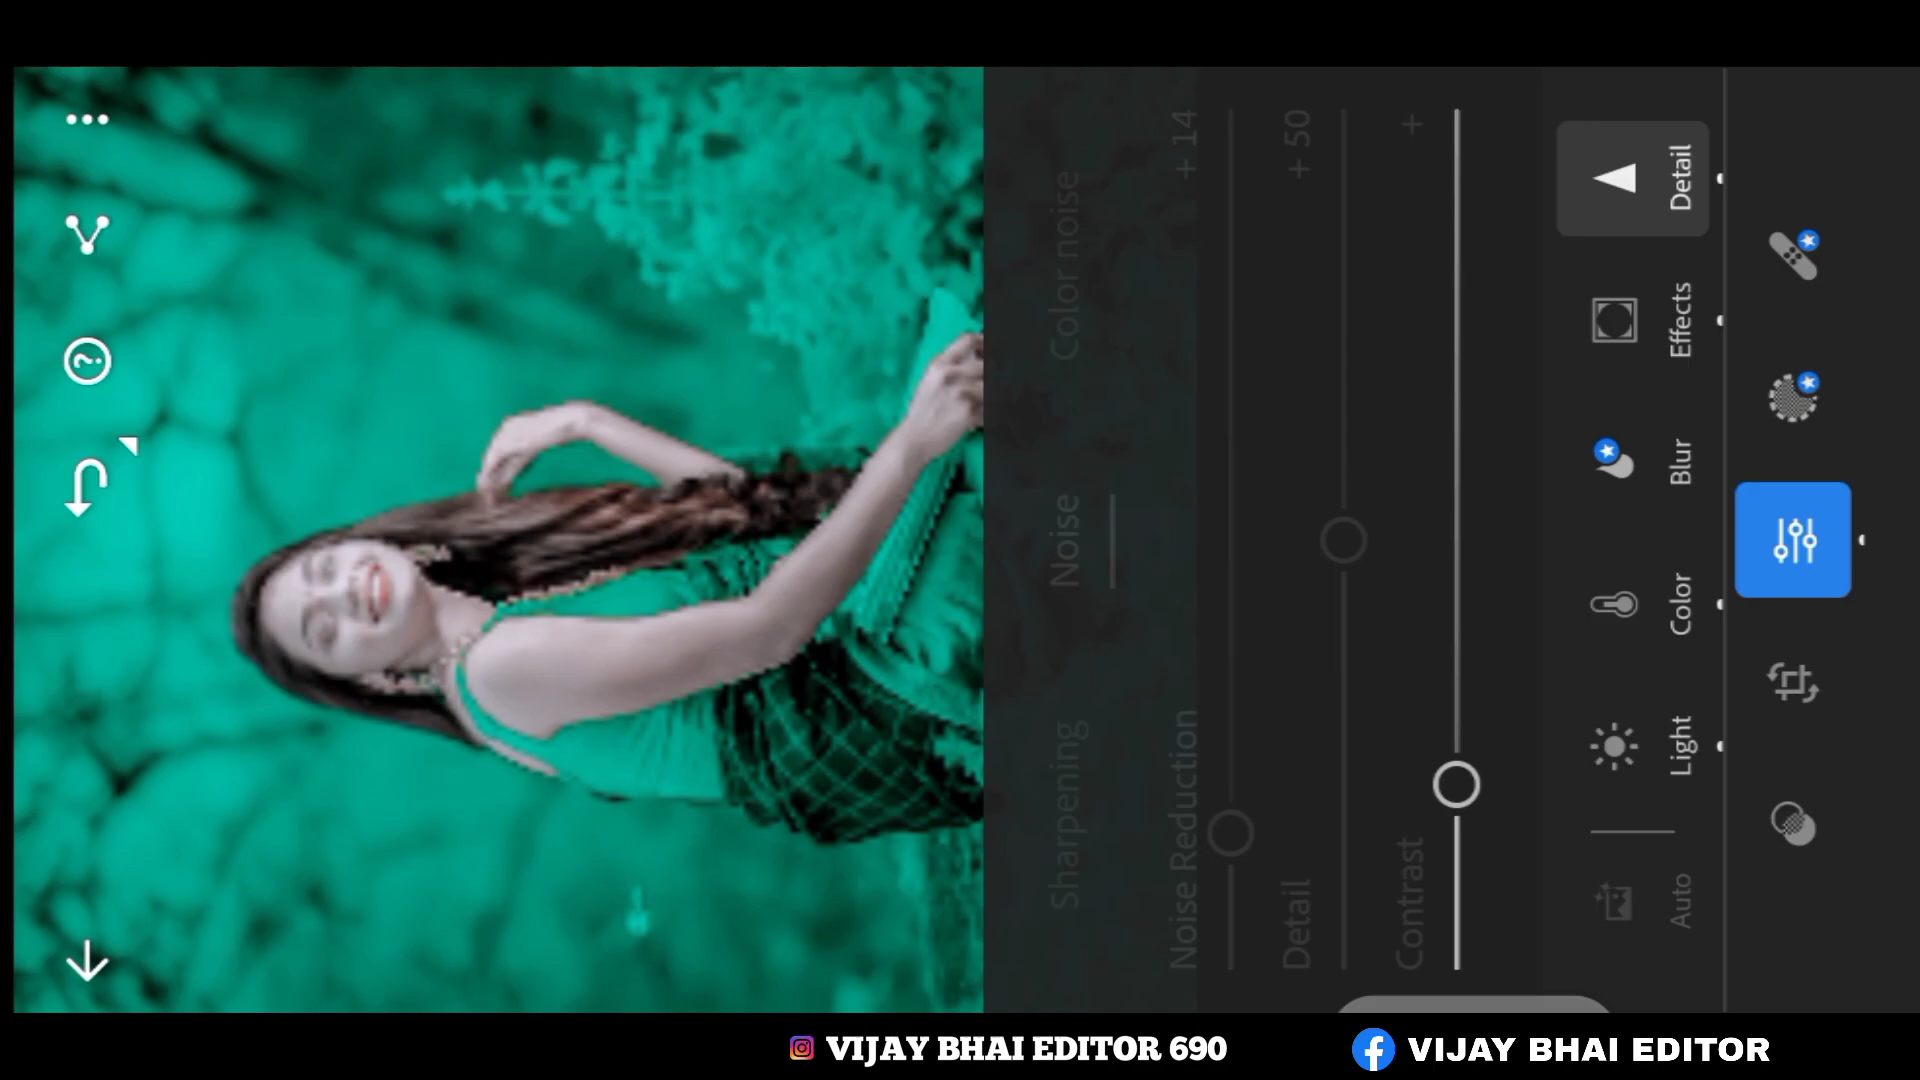 Sharpening
Noise
Color noise
Noise Reduction
+ 14
Detail
+ 50
Contrast
+
Auto
Light
Color
Blur
Effects
Detail
VIJAY BHAI EDITOR 690
VIJAY BHAI EDITOR